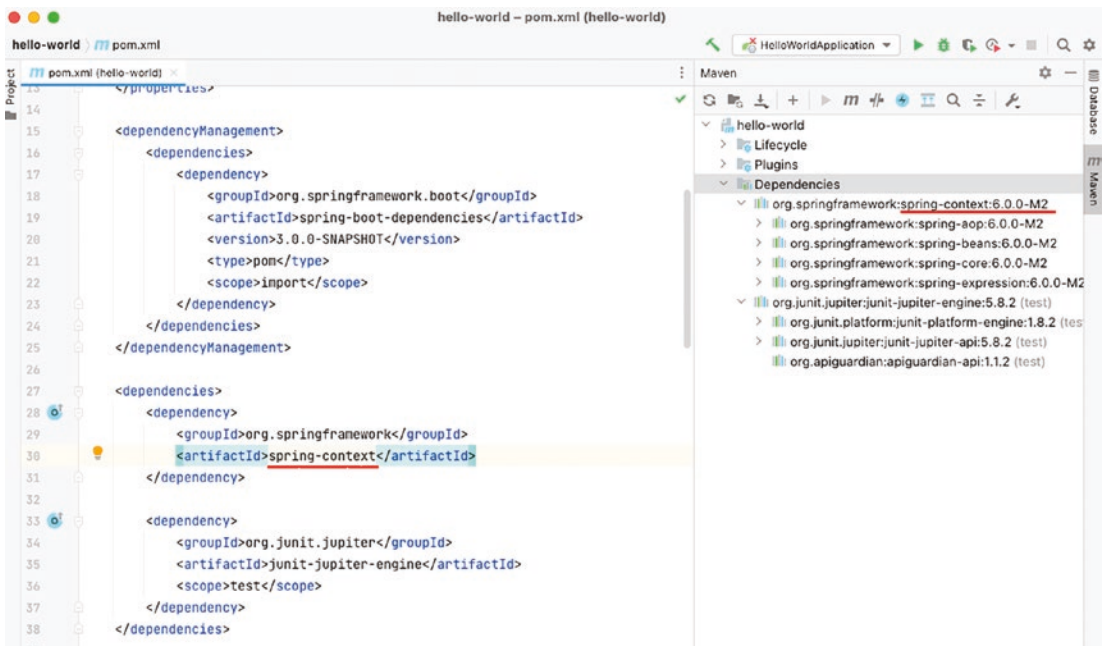 hello-world – pom.xml (hello-world)
hello-world pom.xml
HelloWorldApplication
Project
pom.xml (hello-world)
13 </properties>
14
15 <dependencyManagement>
16 <dependencies>
17 <dependency>
18 <groupId>org.springframework.boot</groupId>
19 <artifactId>spring-boot-dependencies</artifactId>
20 <version>3.0.0-SNAPSHOT</version>
21 <type>pom</type>
22 <scope>import</scope>
23 </dependency>
24 </dependencies>
25 </dependencyManagement>
26
27 <dependencies>
28 <dependency>
29 <groupId>org.springframework</groupId>
30 <artifactId>spring-context</artifactId>
31 </dependency>
32
33 <dependency>
34 <groupId>org.junit.jupiter</groupId>
35 <artifactId>junit-jupiter-engine</artifactId>
36 <scope>test</scope>
37 </dependency>
38 </dependencies>
Maven
hello-world
Lifecycle
Plugins
Dependencies
org.springframework:spring-context:6.0.0-M2
org.springframework:spring-aop:6.0.0-M2
org.springframework:spring-beans:6.0.0-M2
org.springframework:spring-core:6.0.0-M2
org.springframework:spring-expression:6.0.0-M2
org.junit.jupiter:junit-jupiter-engine:5.8.2 (test)
org.junit.platform:junit-platform-engine:1.8.2 (tes
org.junit.jupiter:junit-jupiter-api:5.8.2 (test)
org.apiguardian:apiguardian-api:1.1.2 (test)
Database
Maven